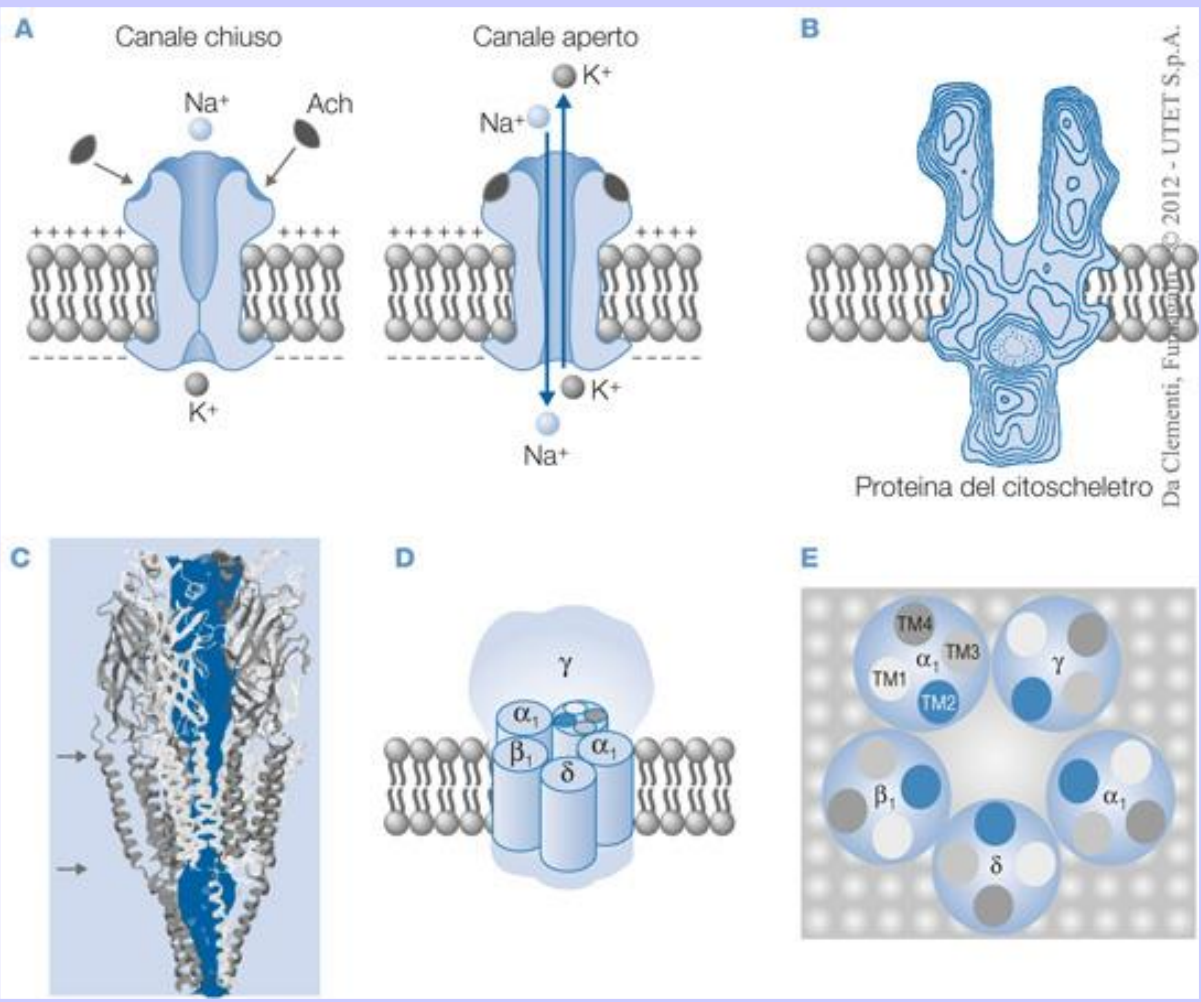 A
Canale chiuso
Na⁺
Ach
++++++
++++
------
----
K⁺
Canale aperto
K⁺
Na⁺
++++++
++++
------
----
K⁺
Na⁺
B
Proteina del citoscheletro
Da Clementi, © 2012 - UTET S.p.A.
C
D
γ
α₁
β₁
α₁
δ
E
TM4
TM3
α₁
TM1
TM2
γ
β₁
α₁
δ